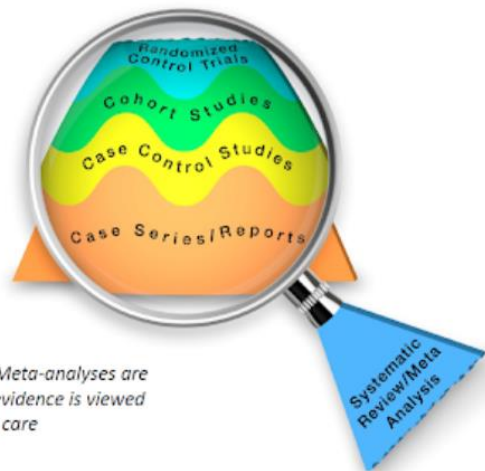 Randomized
Control Trials
Cohort Studies
Case Control Studies
Case Series/Reports
Systematic
Review/Meta
Analysis
Meta-analyses are
evidence is viewed
care